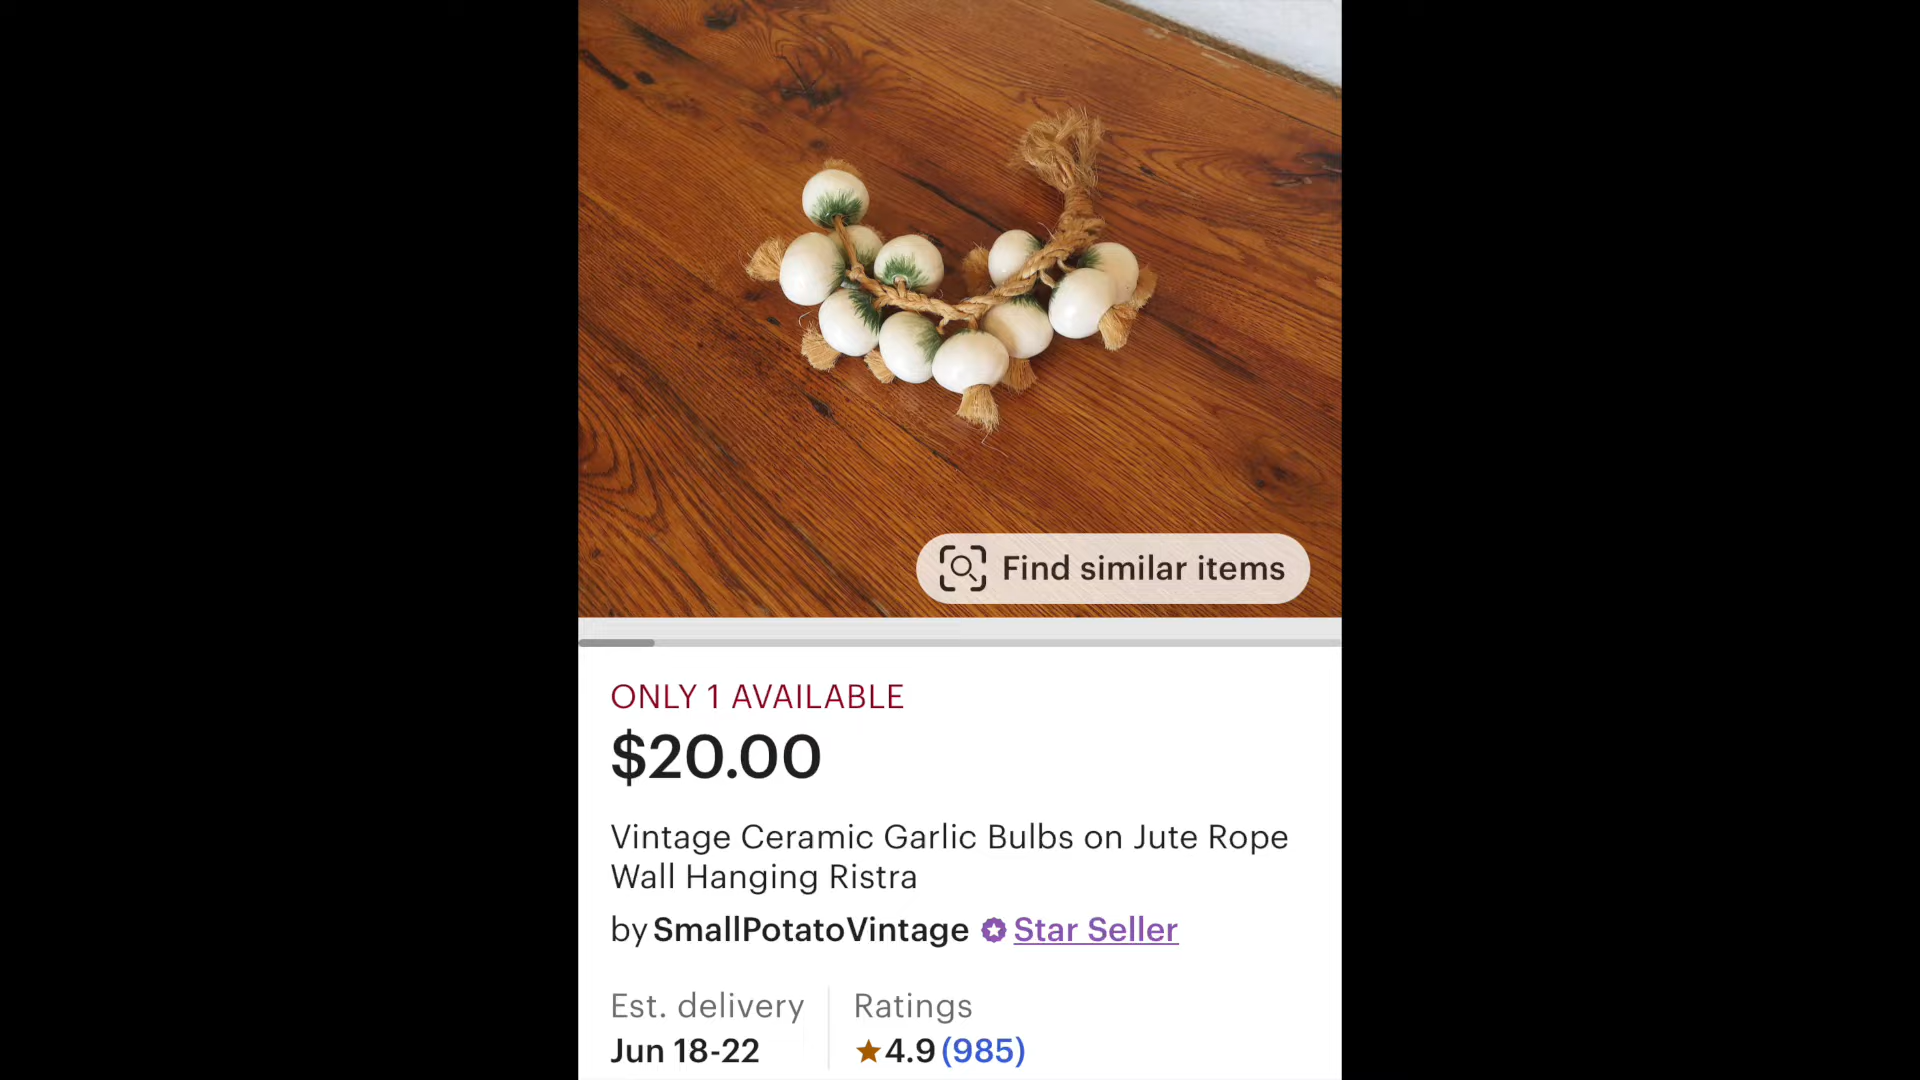 Find similar items
ONLY 1 AVAILABLE
$20.00
Vintage Ceramic Garlic Bulbs on Jute Rope
Wall Hanging Ristra
by SmallPotatoVintage Star Seller
Est. delivery
Jun 18-22
Ratings
4.9 (985)